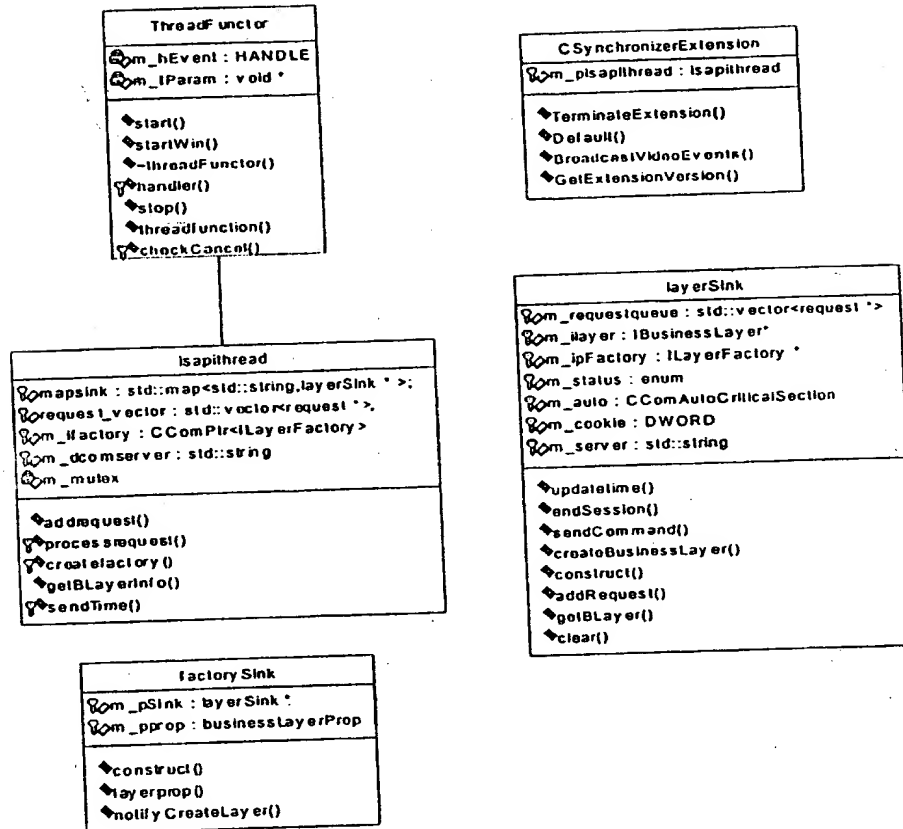 ThreadFunctor
m_hEvent : HANDLE
m_lParam : void *
start()
startWin()
~threadFunctor()
handler()
stop()
threadfunction()
checkCancel()
CSynchronizerExtension
m_pisapithread : isapithread
TerminateExtension()
Default()
BroadcastVideoEvents()
GetExtensionVersion()
isapithread
mapsink : std::map<std::string,layerSink * >;
request_vector : std::vector<request *>;
m_ifactory : CComPtr<ILayerFactory>
m_dcomserver : std::string
m_mutex
addrequest()
processrequest()
createfactory()
getBLayerInfo()
sendTime()
layerSink
m_requestqueue : std::vector<request *>
m_ilayer : IBusinessLayer*
m_ipFactory : ILayerFactory *
m_status : enum
m_auto : CComAutoCriticalSection
m_cookie : DWORD
m_server : std::string
updatetime()
endSession()
sendCommand()
createBusinessLayer()
construct()
addRequest()
getBLayer()
clear()
factorySink
m_pSink : layerSink *
m_pprop : businessLayerProp
construct()
layerprop()
notifyCreateLayer()